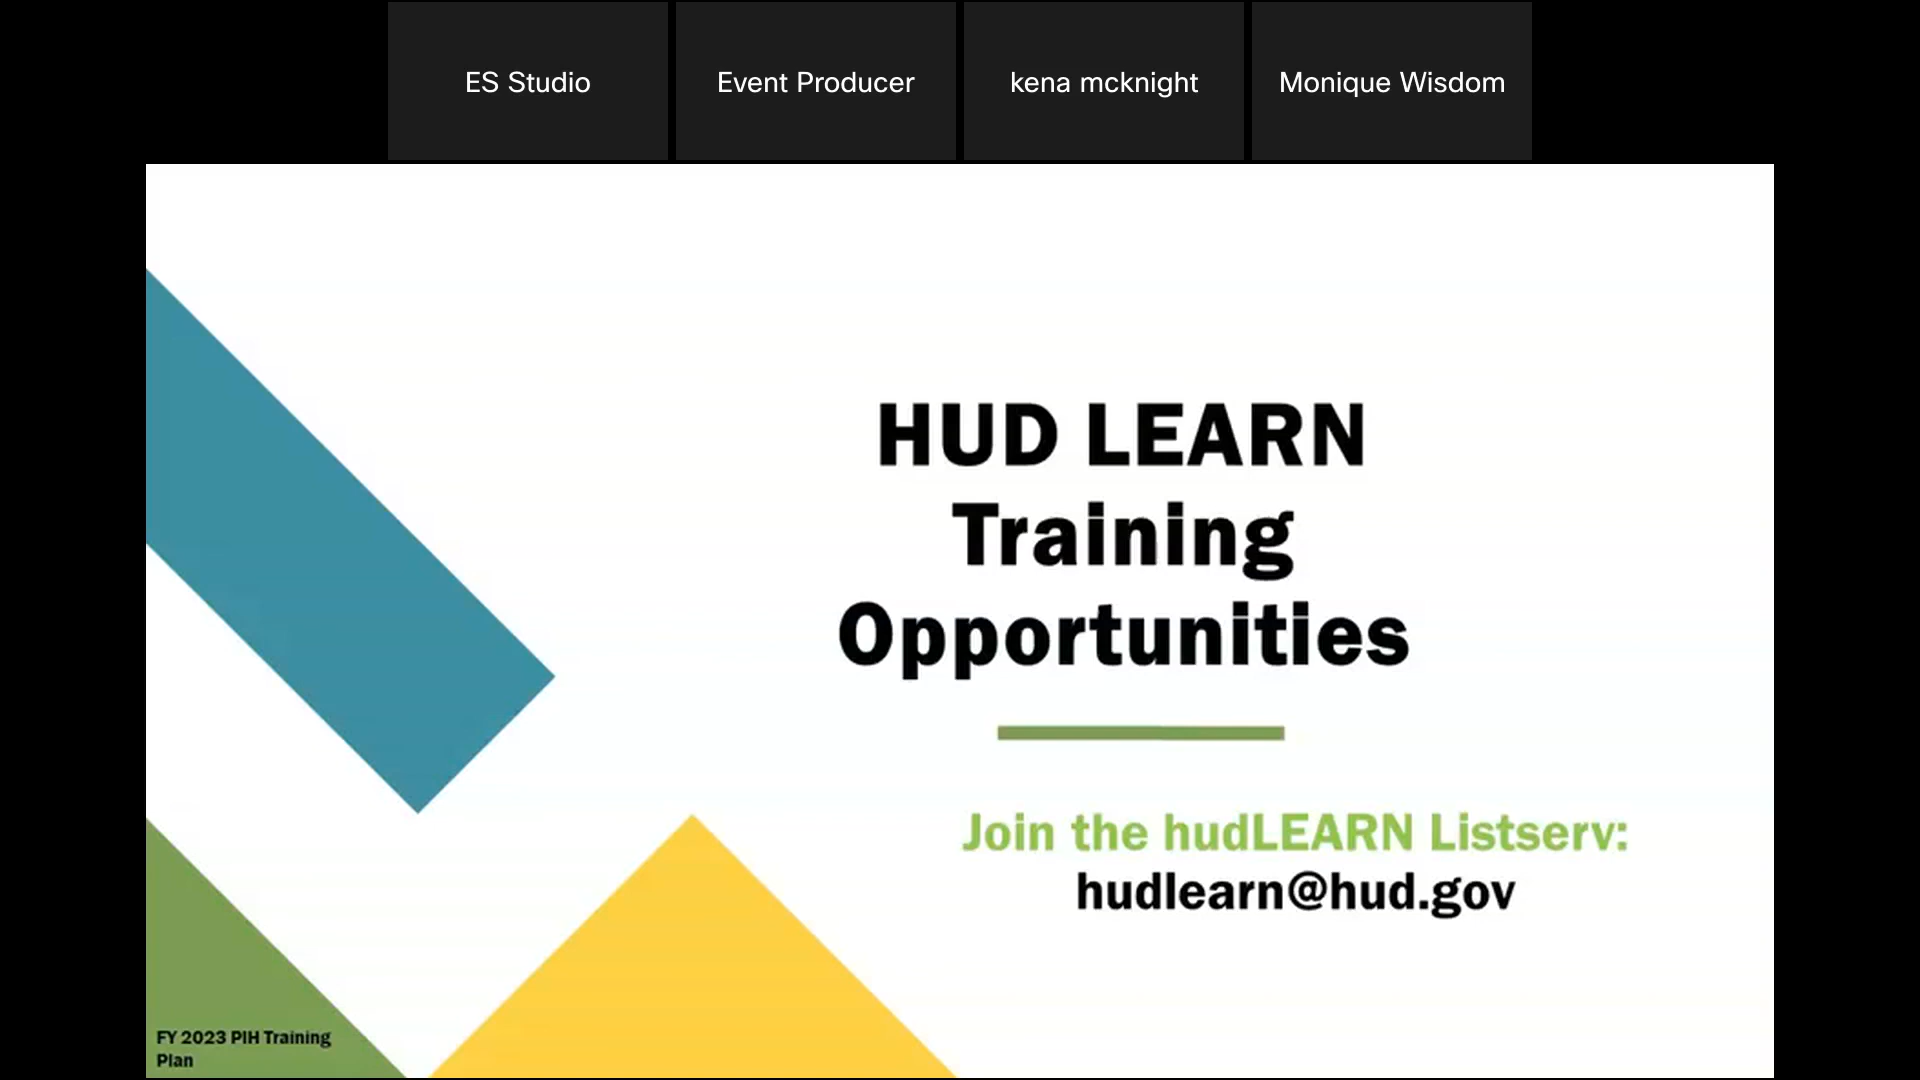 ES Studio
Event Producer
kena mcknight
Monique Wisdom
HUD LEARN
Training
Opportunities
Join the hudLEARN Listserv:
hudlearn@hud.gov
FY 2023 PIH Training
Plan